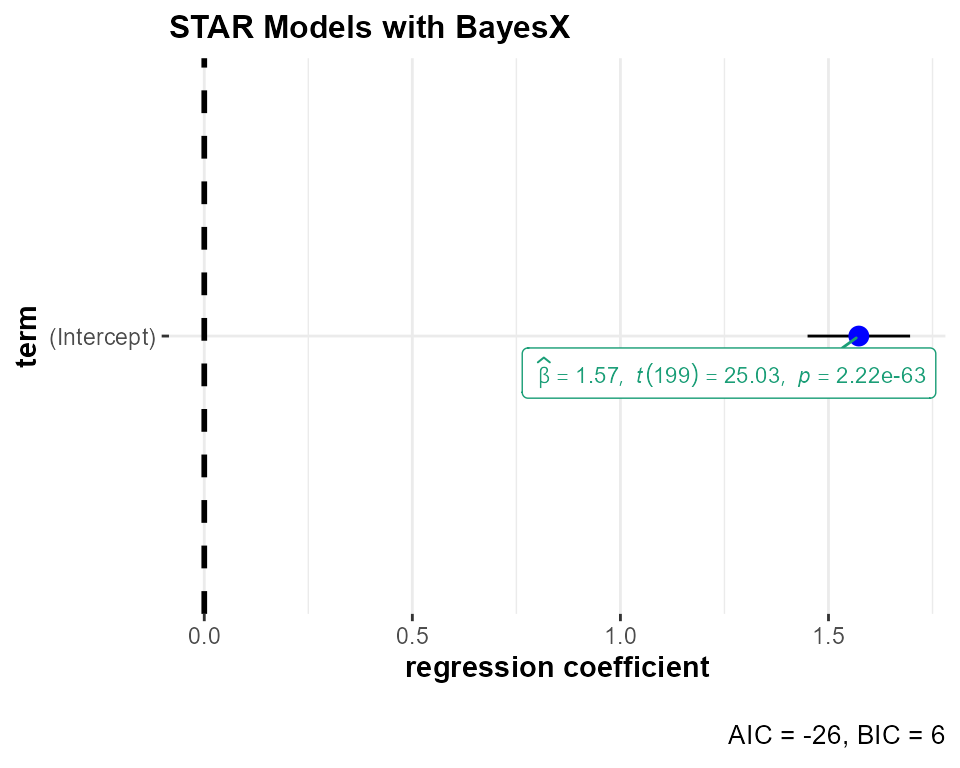 STAR Models with BayesX
term
(Intercept)
β̂ = 1.57, t(199) = 25.03, p = 2.22e-63
0.0 0.5 1.0 1.5
regression coefficient
AIC = -26, BIC = 6